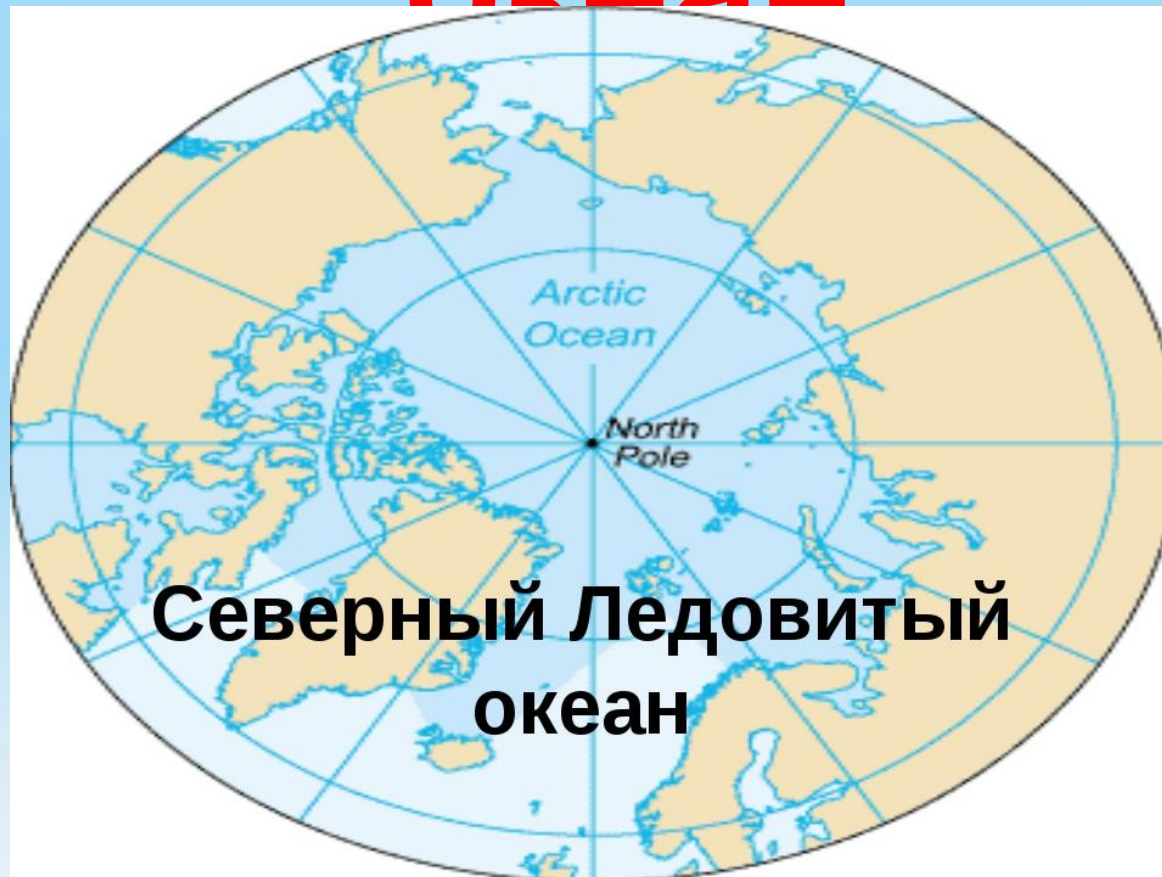 Arctic
Ocean
North
Pole
Северный Ледовитый
океан